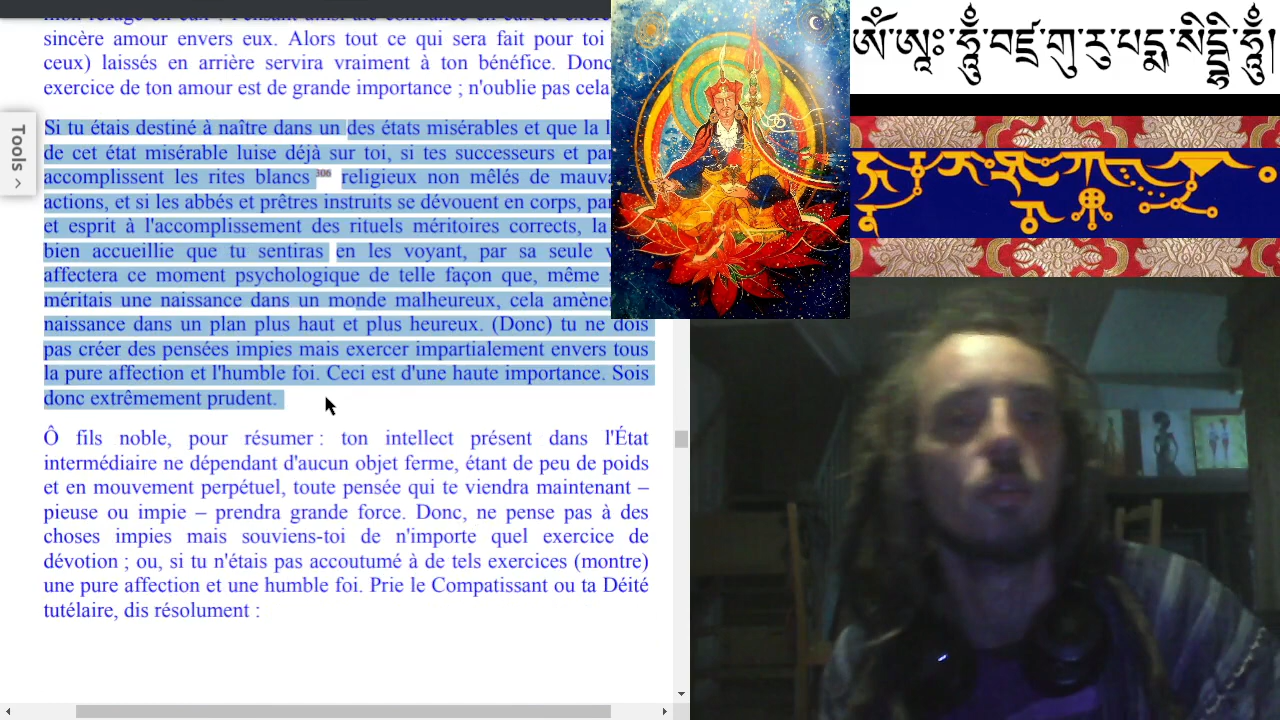 sincère amour envers eux. Alors tout ce qui sera fait pour toi
ceux) laissés en arrière servira vraiment à ton bénéfice. Donc
exercice de ton amour est de grande importance ; n'oublie pas cela
Si tu étais destiné à naître dans un des états misérables et que la
de cet état misérable luise déjà sur toi, si tes successeurs et
accomplissent les rites blancs 306 religieux non mêlés de
actions, et si les abbés et prêtres instruits se dévouent en corps,
et esprit à l'accomplissement des rituels méritoires corrects, la
bien accueillie que tu sentiras en les voyant, par sa seule
affectera ce moment psychologique de telle façon que, même
méritais une naissance dans un monde malheureux, cela
naissance dans un plan plus haut et plus heureux. (Donc) tu ne dois
pas créer des pensées impies mais exercer impartialement envers tous
la pure affection et l'humble foi. Ceci est d'une haute importance. Sois
donc extrêmement prudent.
Ô fils noble, pour résumer : ton intellect présent dans l'État
intermédiaire ne dépendant d'aucun objet ferme, étant de peu de poids
et en mouvement perpétuel, toute pensée qui te viendra maintenant –
pieuse ou impie – prendra grande force. Donc, ne pense pas à des
choses impies mais souviens-toi de n'importe quel exercice de
dévotion ; ou, si tu n'étais pas accoutumé à de tels exercices (montre)
une pure affection et une humble foi. Prie le Compatissant ou ta Déité
tutélaire, dis résolument :
Tools
ༀ་ཨཱཿ་ཧཱུྃ་བཛྲ་གུ་རུ་པདྨ་སིདྡྷི་ཧཱུྃ།